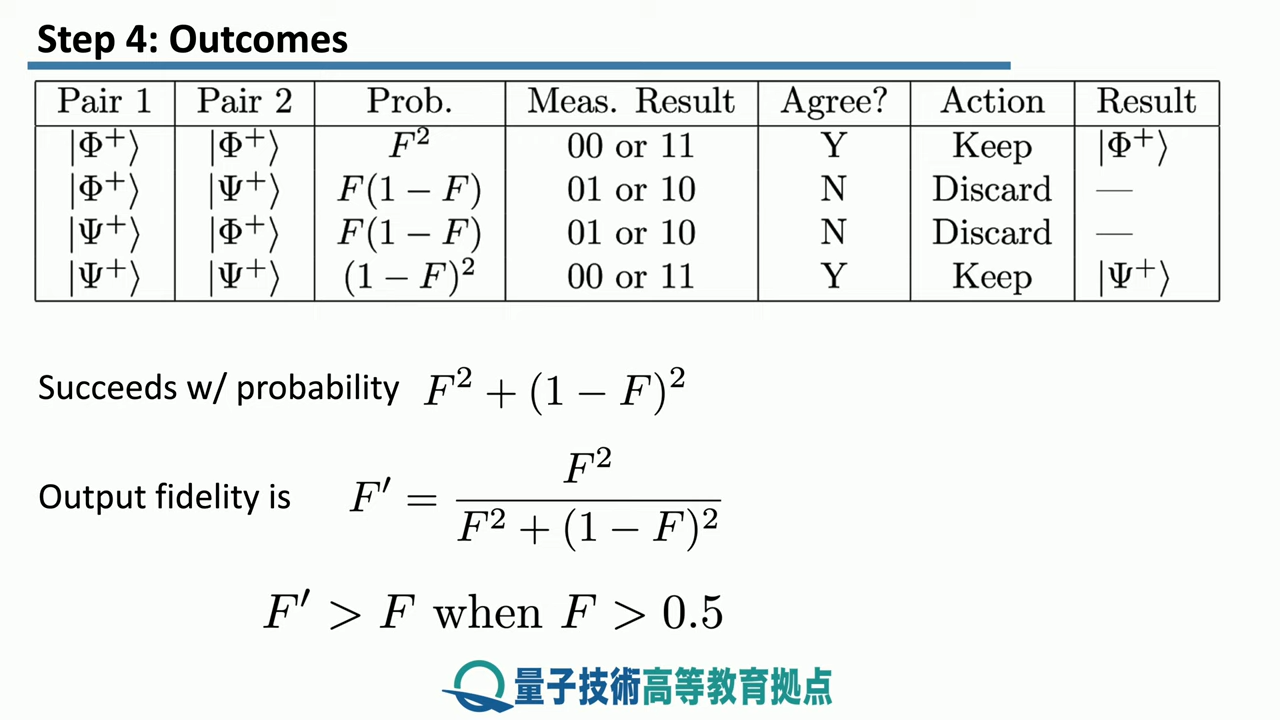 Step 4: Outcomes
Pair 1 Pair 2 Prob. Meas. Result Agree? Action Result
|Φ⁺⟩ |Φ⁺⟩ F² 00 or 11 Y Keep |Φ⁺⟩
|Φ⁺⟩ |Ψ⁺⟩ F(1 − F) 01 or 10 N Discard —
|Ψ⁺⟩ |Φ⁺⟩ F(1 − F) 01 or 10 N Discard —
|Ψ⁺⟩ |Ψ⁺⟩ (1 − F)² 00 or 11 Y Keep |Ψ⁺⟩
Succeeds w/ probability F² + (1 − F)²
Output fidelity is F′ = F² / F² + (1 − F)²
F′ > F when F > 0.5
量子技術高等教育拠点